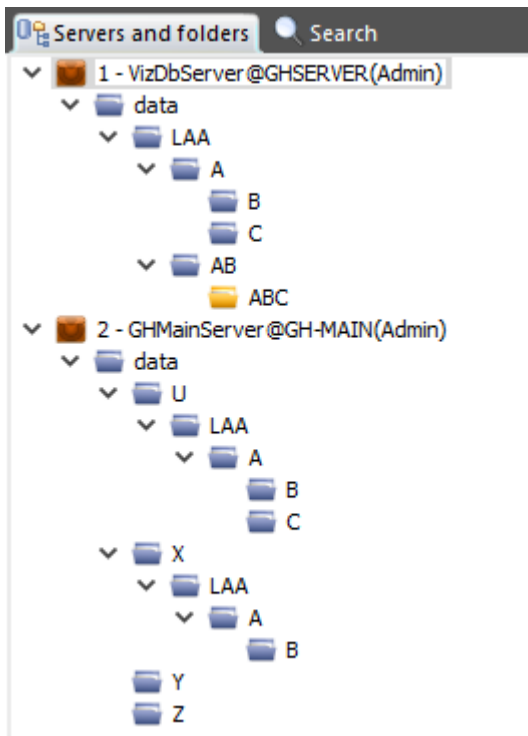 Servers and folders Search
1 - VizDbServer@GHSERVER(Admin)
data
LAA
A
B
C
AB
ABC
2 - GHMainServer@GH-MAIN(Admin)
data
U
LAA
A
B
C
X
LAA
A
B
Y
Z